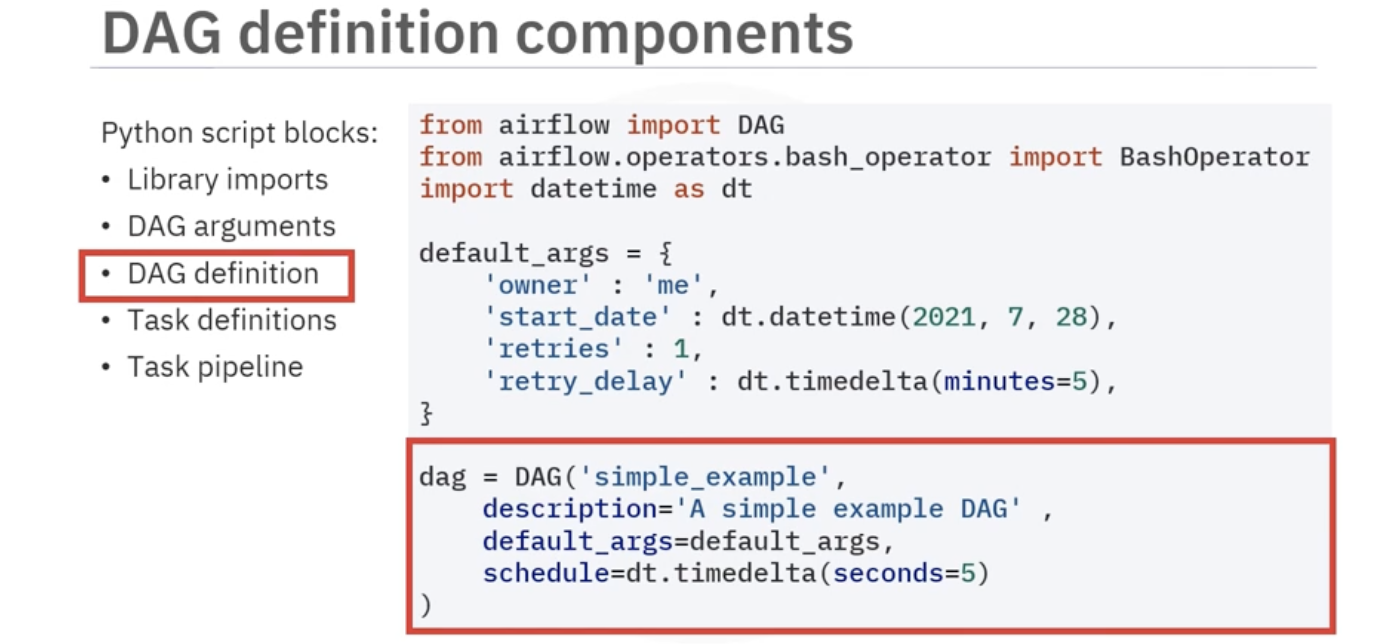 DAG definition components
Python script blocks:
• Library imports
• DAG arguments
• DAG definition
• Task definitions
• Task pipeline
from airflow import DAG
from airflow.operators.bash_operator import BashOperator
import datetime as dt
default_args = {
    'owner' : 'me',
    'start_date' : dt.datetime(2021, 7, 28),
    'retries' : 1,
    'retry_delay' : dt.timedelta(minutes=5),
}
dag = DAG('simple_example',
    description='A simple example DAG' ,
    default_args=default_args,
    schedule=dt.timedelta(seconds=5)
)